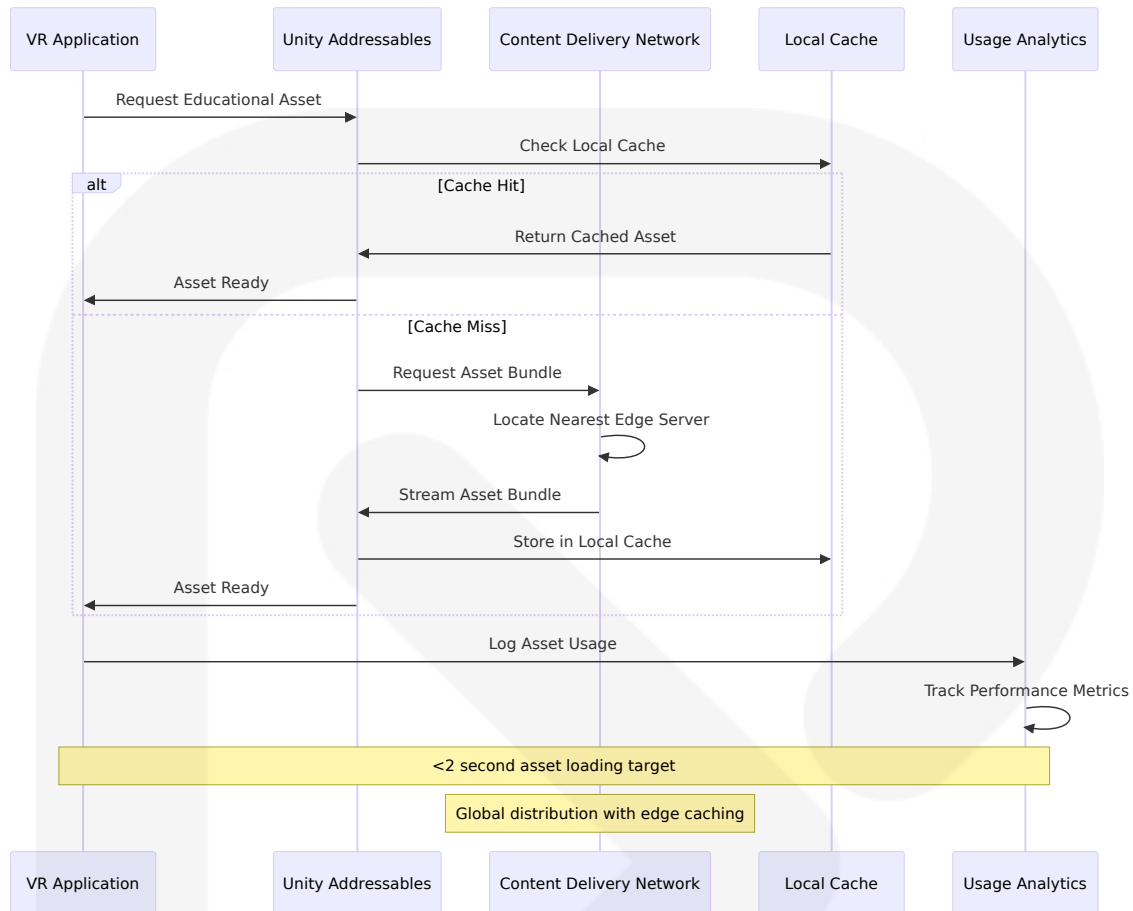 VR Application
Unity Addressables
Content Delivery Network
Local Cache
Usage Analytics
Request Educational Asset
Check Local Cache
alt
[Cache Hit]
Return Cached Asset
Asset Ready
[Cache Miss]
Request Asset Bundle
Locate Nearest Edge Server
Stream Asset Bundle
Store in Local Cache
Asset Ready
Log Asset Usage
Track Performance Metrics
<2 second asset loading target
Global distribution with edge caching
VR Application
Unity Addressables
Content Delivery Network
Local Cache
Usage Analytics